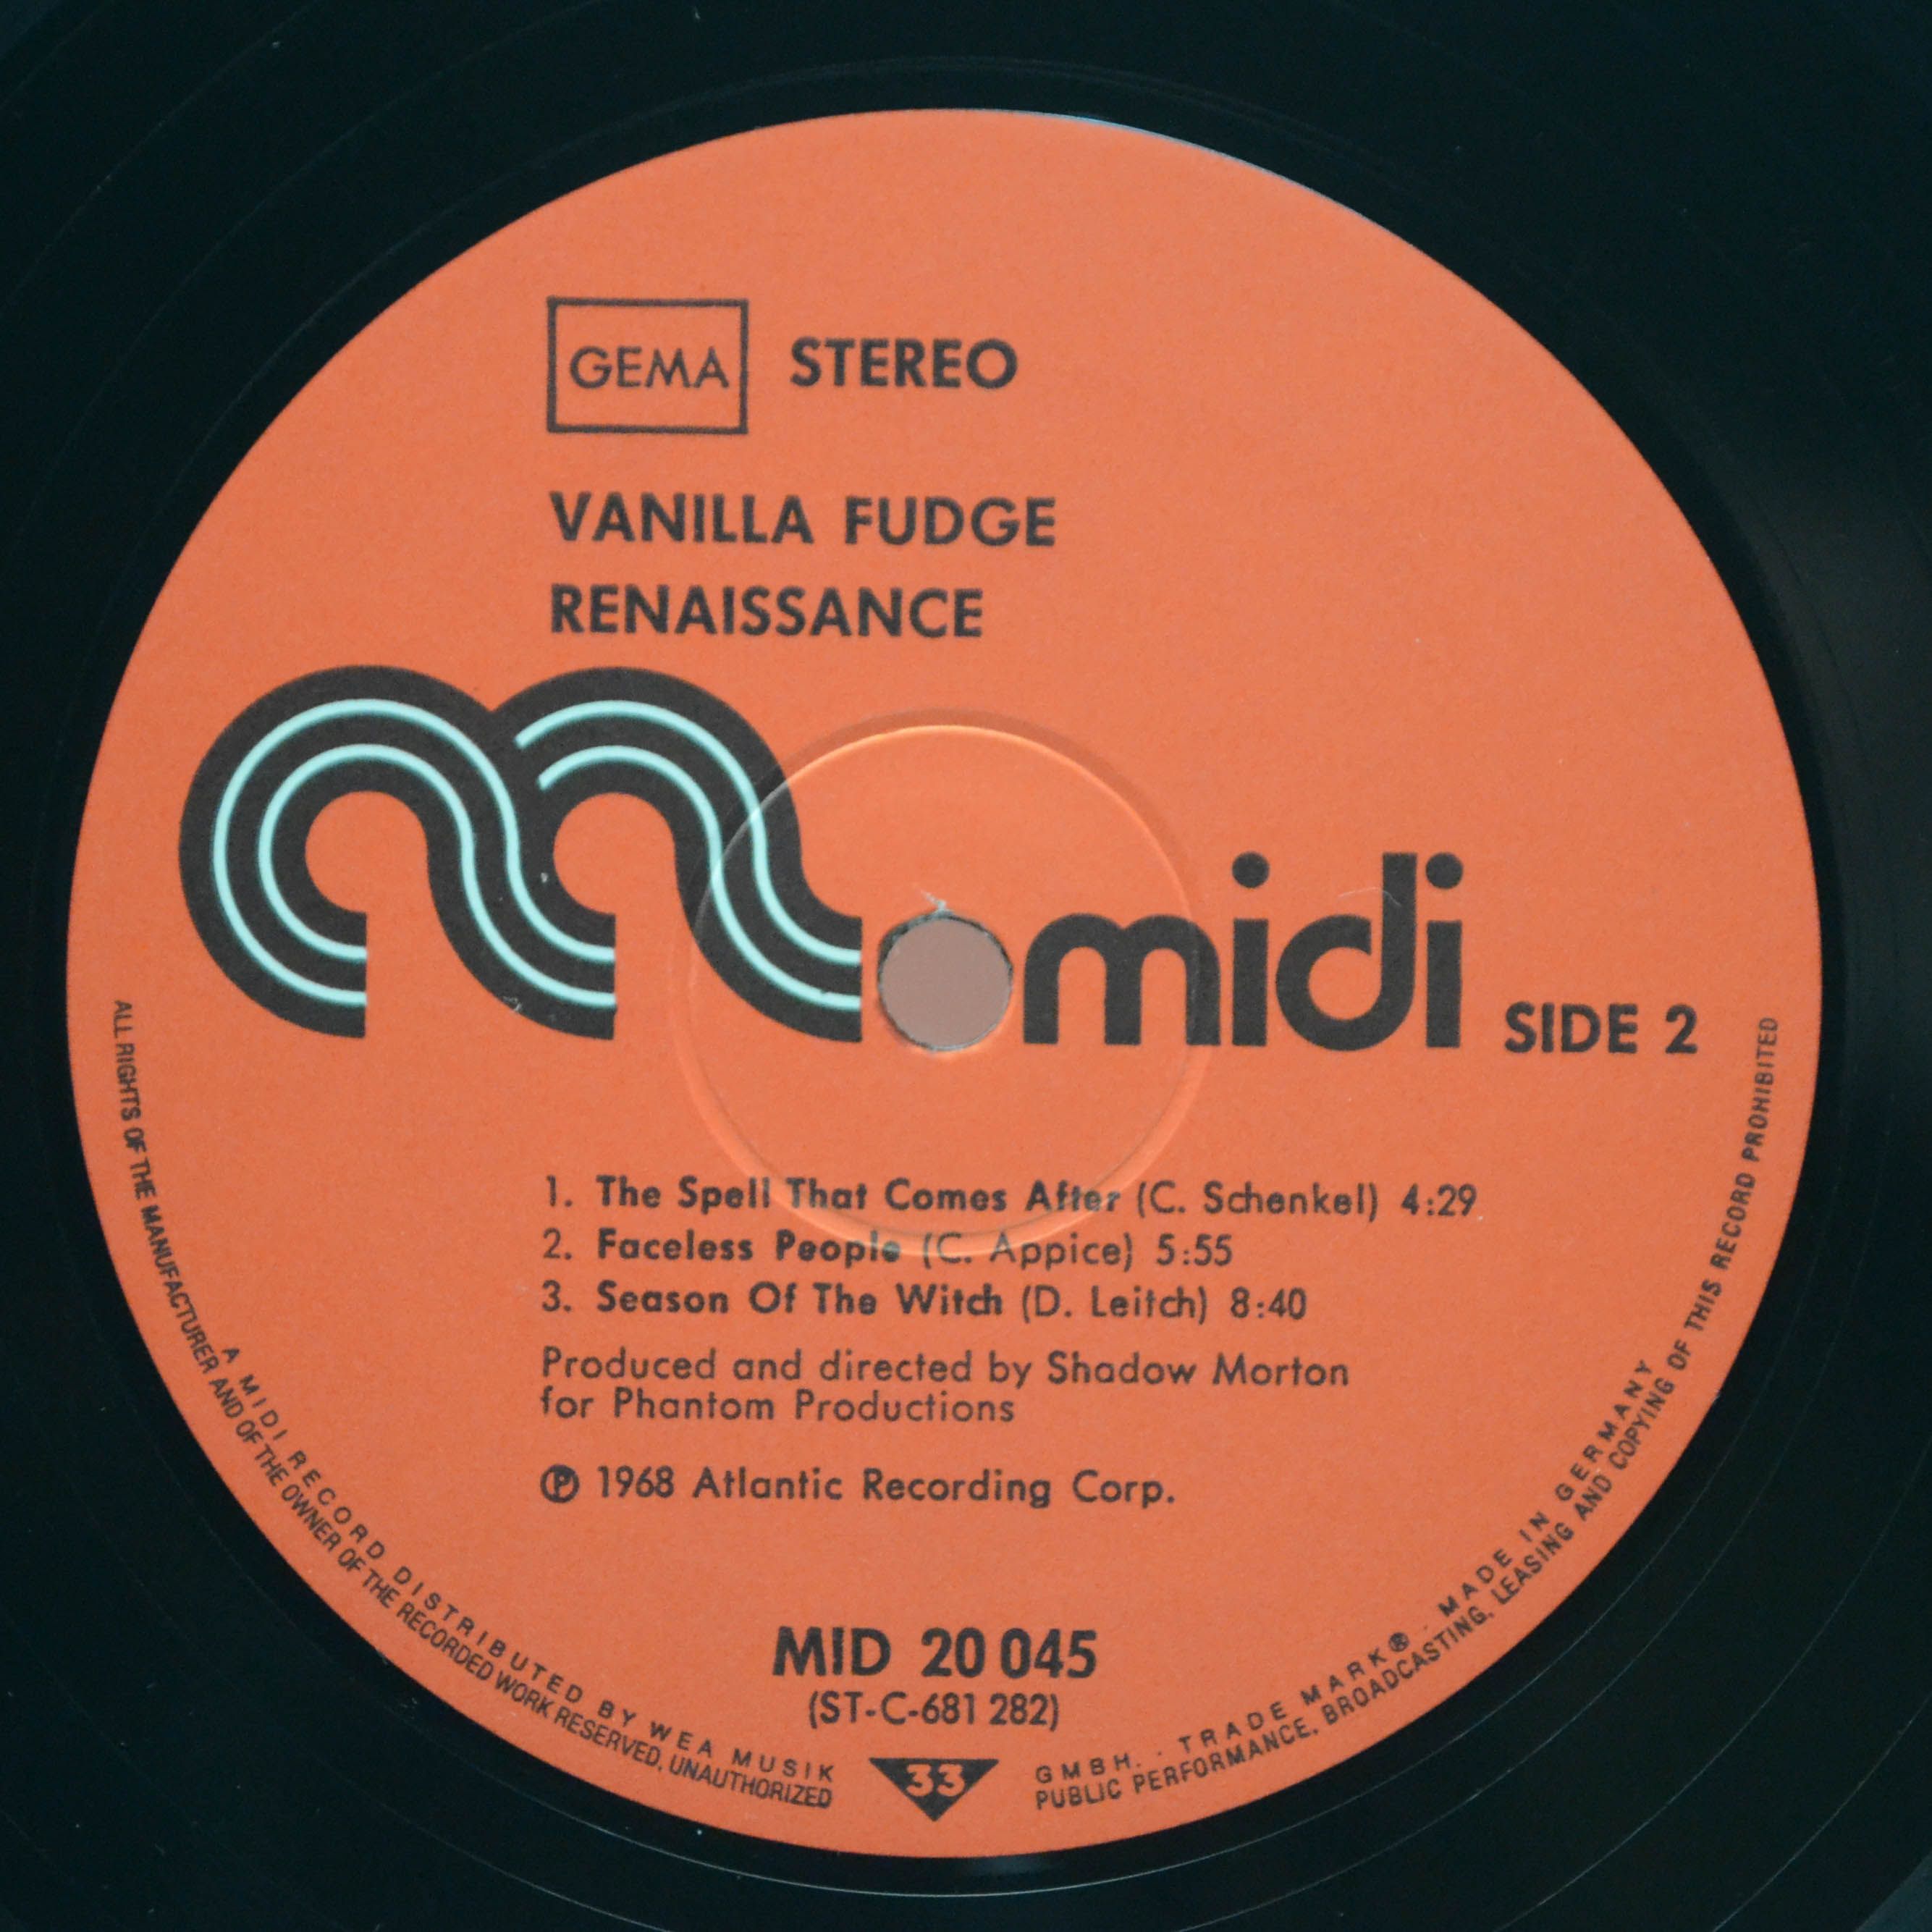 GEMA STEREO
VANILLA FUDGE
RENAISSANCE
midi SIDE 2
1. The Spell That Comes After (C. Schenkel) 4:29
2. Faceless People (C. Appice) 5:55
3. Season Of The Witch (D. Leitch) 8:40
Produced and directed by Shadow Morton
for Phantom Productions
℗ 1968 Atlantic Recording Corp.
MID 20 045
(ST-C-681 282)
33
A MIDI RECORD DISTRIBUTED BY WEA MUSIK GMBH. . TRADE MARK® . MADE IN GERMANY
ALL RIGHTS OF THE MANUFACTURER AND OF THE OWNER OF THE RECORDED WORK RESERVED, UNAUTHORIZED PUBLIC PERFORMANCE, BROADCASTING, LEASING AND COPYING OF THIS RECORD PROHIBITED